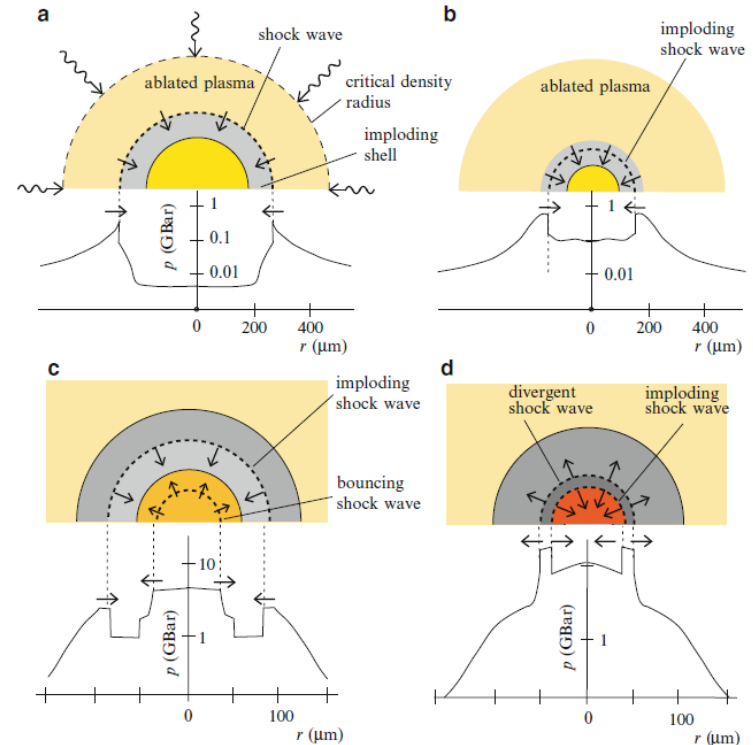 a
shock wave
ablated plasma
critical density
radius
imploding
shell
p (GBar)
1
0.1
0.01
0
200
400
r (μm)
b
imploding
shock wave
ablated plasma
1
0.01
0
200
400
r (μm)
c
imploding
shock wave
bouncing
shock wave
p (GBar)
10
1
0
100
r (μm)
d
divergent
shock wave
imploding
shock wave
p (GBar)
1
0
100
r (μm)